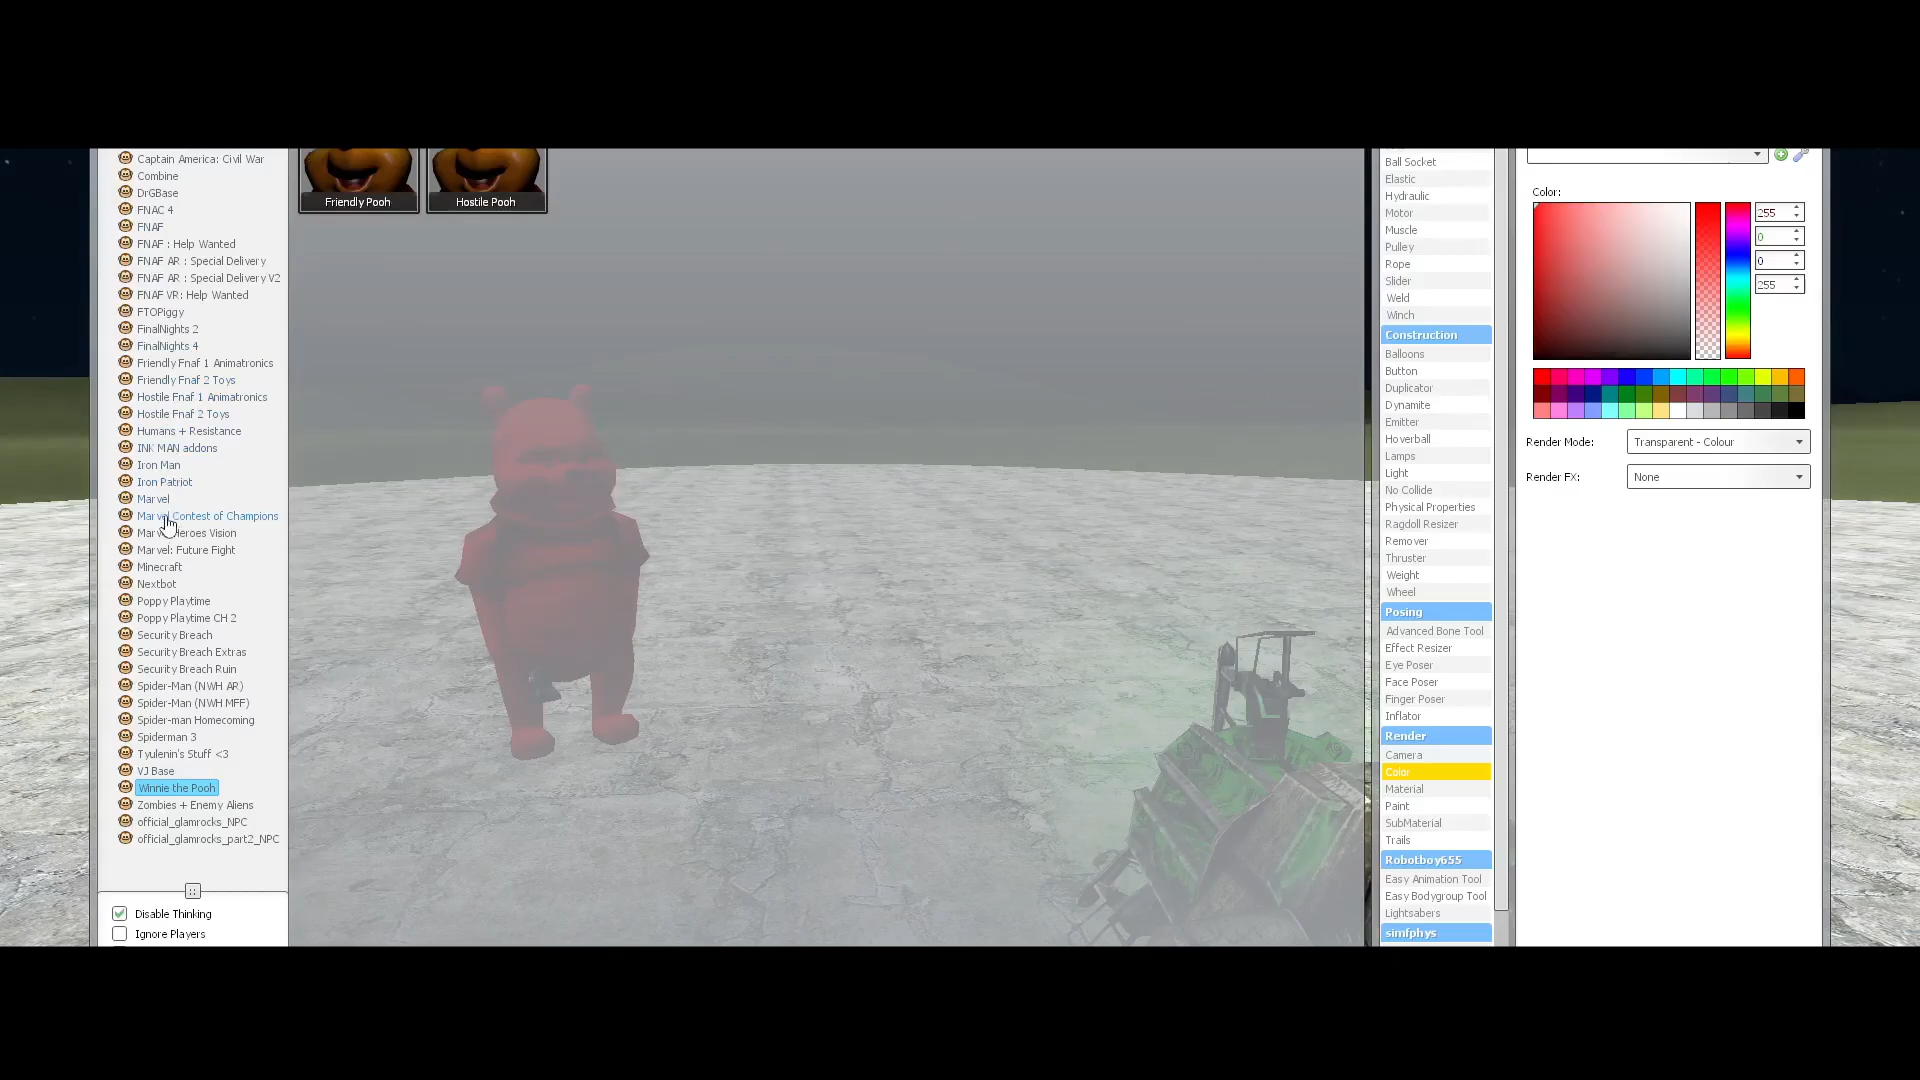 Captain America: Civil War
Combine
DrGBase
FNAC 4
FNAF
FNAF : Help Wanted
FNAF AR : Special Delivery
FNAF AR : Special Delivery V2
FNAF VR: Help Wanted
FTOPiggy
FinalNights 2
FinalNights 4
Friendly Fnaf 1 Animatronics
Friendly Fnaf 2 Toys
Hostile Fnaf 1 Animatronics
Hostile Fnaf 2 Toys
Humans + Resistance
INK MAN addons
Iron Man
Iron Patriot
Marvel
Marvel Contest of Champions
Marvel Heroes Vision
Marvel: Future Fight
Minecraft
Nextbot
Poppy Playtime
Poppy Playtime CH 2
Security Breach
Security Breach Extras
Security Breach Ruin
Spider-Man (NWH AR)
Spider-Man (NWH MFF)
Spider-man Homecoming
Spiderman 3
Tyulenin's Stuff <3
VJ Base
Winnie the Pooh
Zombies + Enemy Aliens
official_glamrocks_NPC
official_glamrocks_part2_NPC
Disable Thinking
Ignore Players
Friendly Pooh
Hostile Pooh
Ball Socket
Elastic
Hydraulic
Motor
Muscle
Pulley
Rope
Slider
Weld
Winch
Construction
Balloons
Button
Duplicator
Dynamite
Emitter
Hoverball
Lamps
Light
No Collide
Physical Properties
Ragdoll Resizer
Remover
Thruster
Weight
Wheel
Posing
Advanced Bone Tool
Effect Resizer
Eye Poser
Face Poser
Finger Poser
Inflator
Render
Camera
Color
Material
Paint
SubMaterial
Trails
Robotboy655
Easy Animation Tool
Easy Bodygroup Tool
Lightsabers
simfphys
Color:
255
0
0
255
Render Mode: Transparent - Colour
Render FX: None